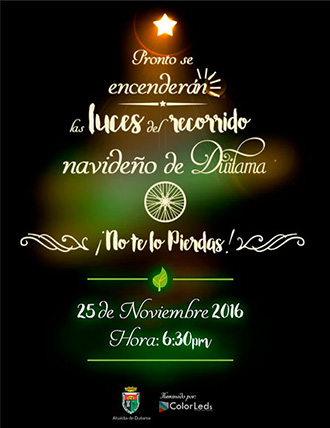 Pronto se
encenderán
las luces del recorrido
navideño de Duitama
¡No te lo Pierdas!
25 de Noviembre 2016
Hora: 6:30pm
Alcaldía de Duitama
Iluminado por:
ColorLeds